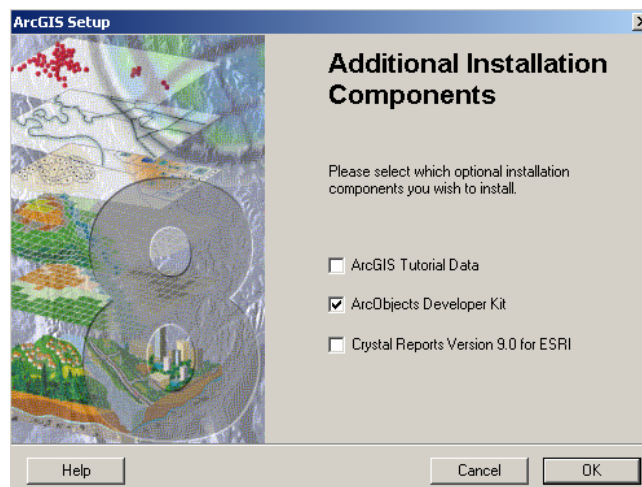 ArcGIS Setup
Additional Installation
Components
Please select which optional installation
components you wish to install.
ArcGIS Tutorial Data
ArcObjects Developer Kit
Crystal Reports Version 9.0 for ESRI
Help
Cancel
OK